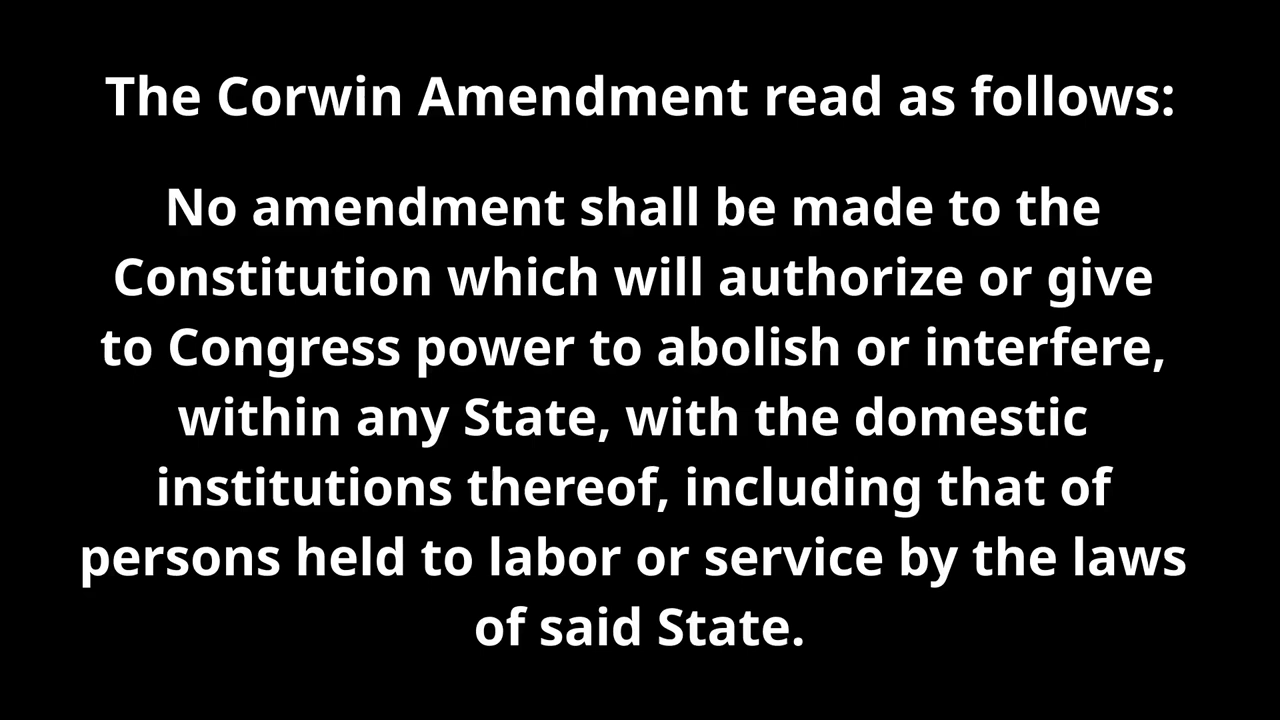 The Corwin Amendment read as follows:
No amendment shall be made to the
Constitution which will authorize or give
to Congress power to abolish or interfere,
within any State, with the domestic
institutions thereof, including that of
persons held to labor or service by the laws
of said State.